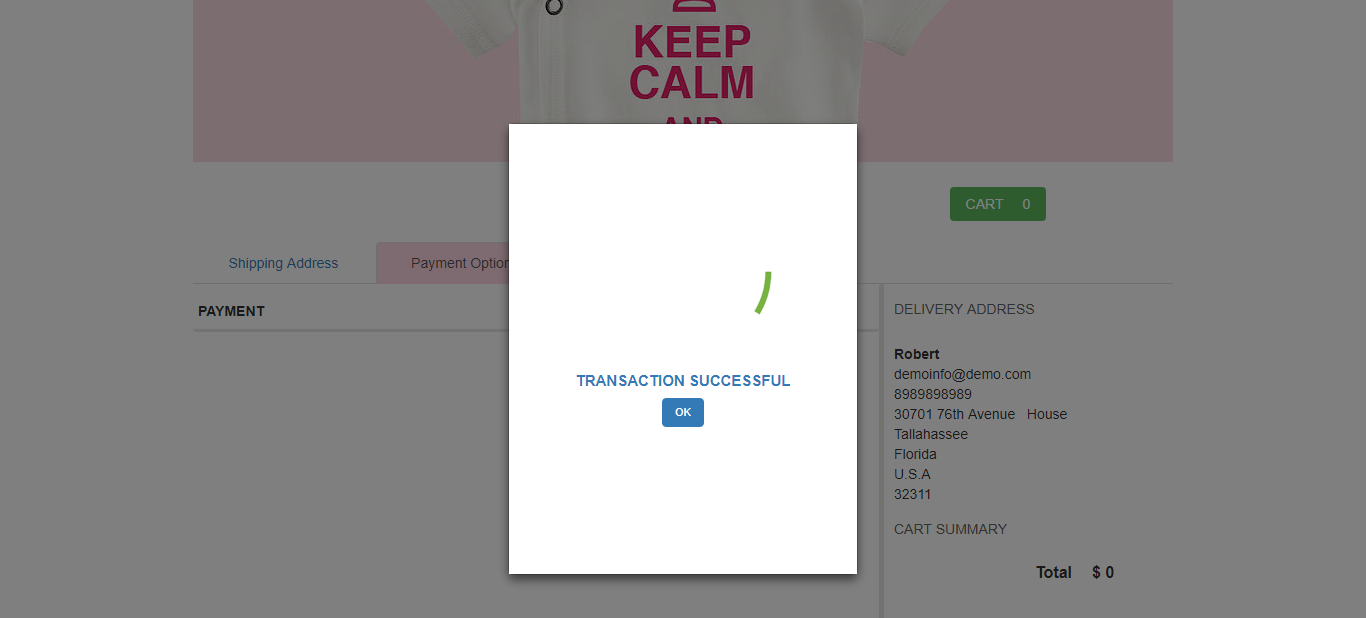 KEEP
CALM
AND
CART 0
Shipping Address
Payment Option
PAYMENT
TRANSACTION SUCCESSFUL
OK
DELIVERY ADDRESS
Robert
demoinfo@demo.com
8989898989
30701 76th Avenue House
Tallahassee
Florida
U.S.A
32311
CART SUMMARY
Total $ 0